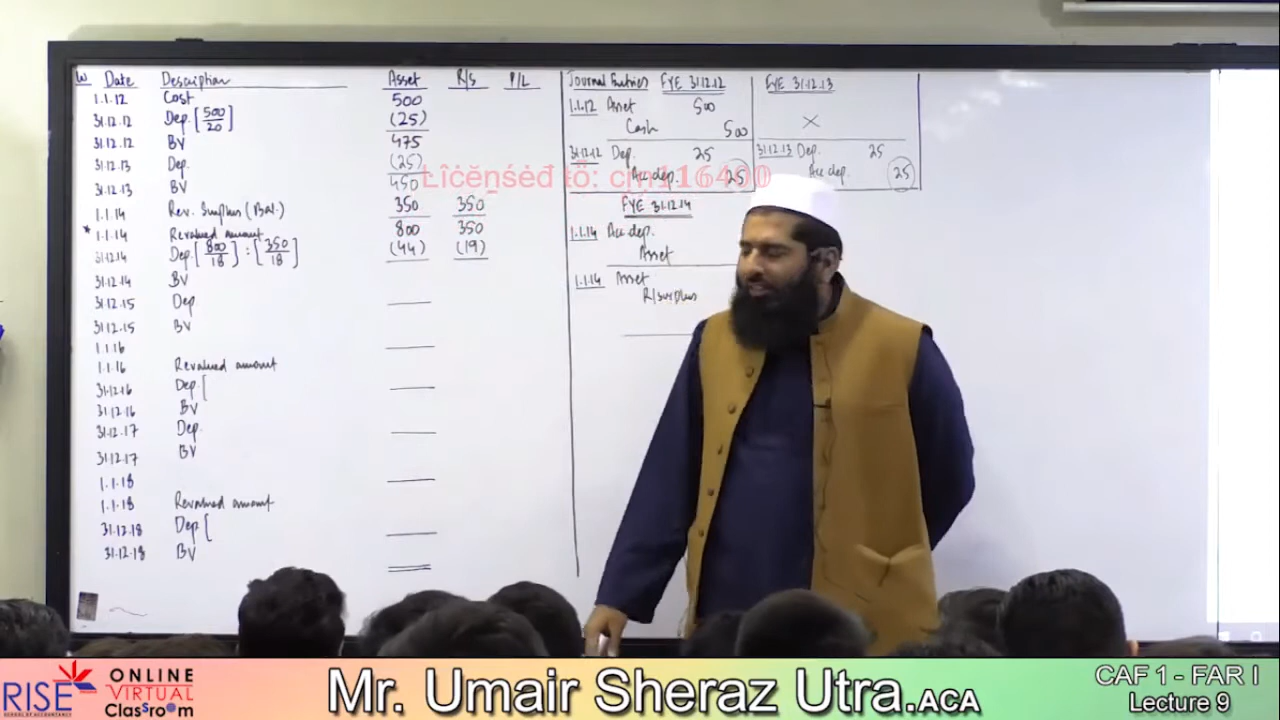 W Date Description Asset R/S P/L
1.1.12 Cost 500
31.12.12 Dep. [500/20] (25)
31.12.12 BV 475
31.12.13 Dep. (25)
31.12.13 BV 450
1.1.14 Rev. Surplus (Bal.) 350 350
* 1.1.14 Revalued amount 800 350
31.12.14 Dep [800/18] : [350/18] (44) (19)
31.12.14 BV
31.12.15 Dep.
31.12.15 BV
1.1.16
1.1.16 Revalued amount
31.12.16 Dep. [
31.12.16 BV
31.12.17 Dep.
31.12.17 BV
1.1.18
1.1.18 Revalued amount
31.12.18 Dep [
31.12.18 BV
Journal Entries FYE 31.12.12
1.1.12 Asset 500
Cash 500
31.12.12 Dep. 25
Acc dep. 25
FYE 31.12.13
×
31.12.13 Dep. 25
Acc dep. 25
FYE 31.12.14
1.1.14 Acc dep.
Asset
1.1.14 Asset
R/Surplus
RISE
SCHOOL OF ACCOUNTANCY
ONLINE
VIRTUAL
ClassrooM
Mr. Umair Sheraz Utra.ACA
CAF 1 - FAR I
Lecture 9